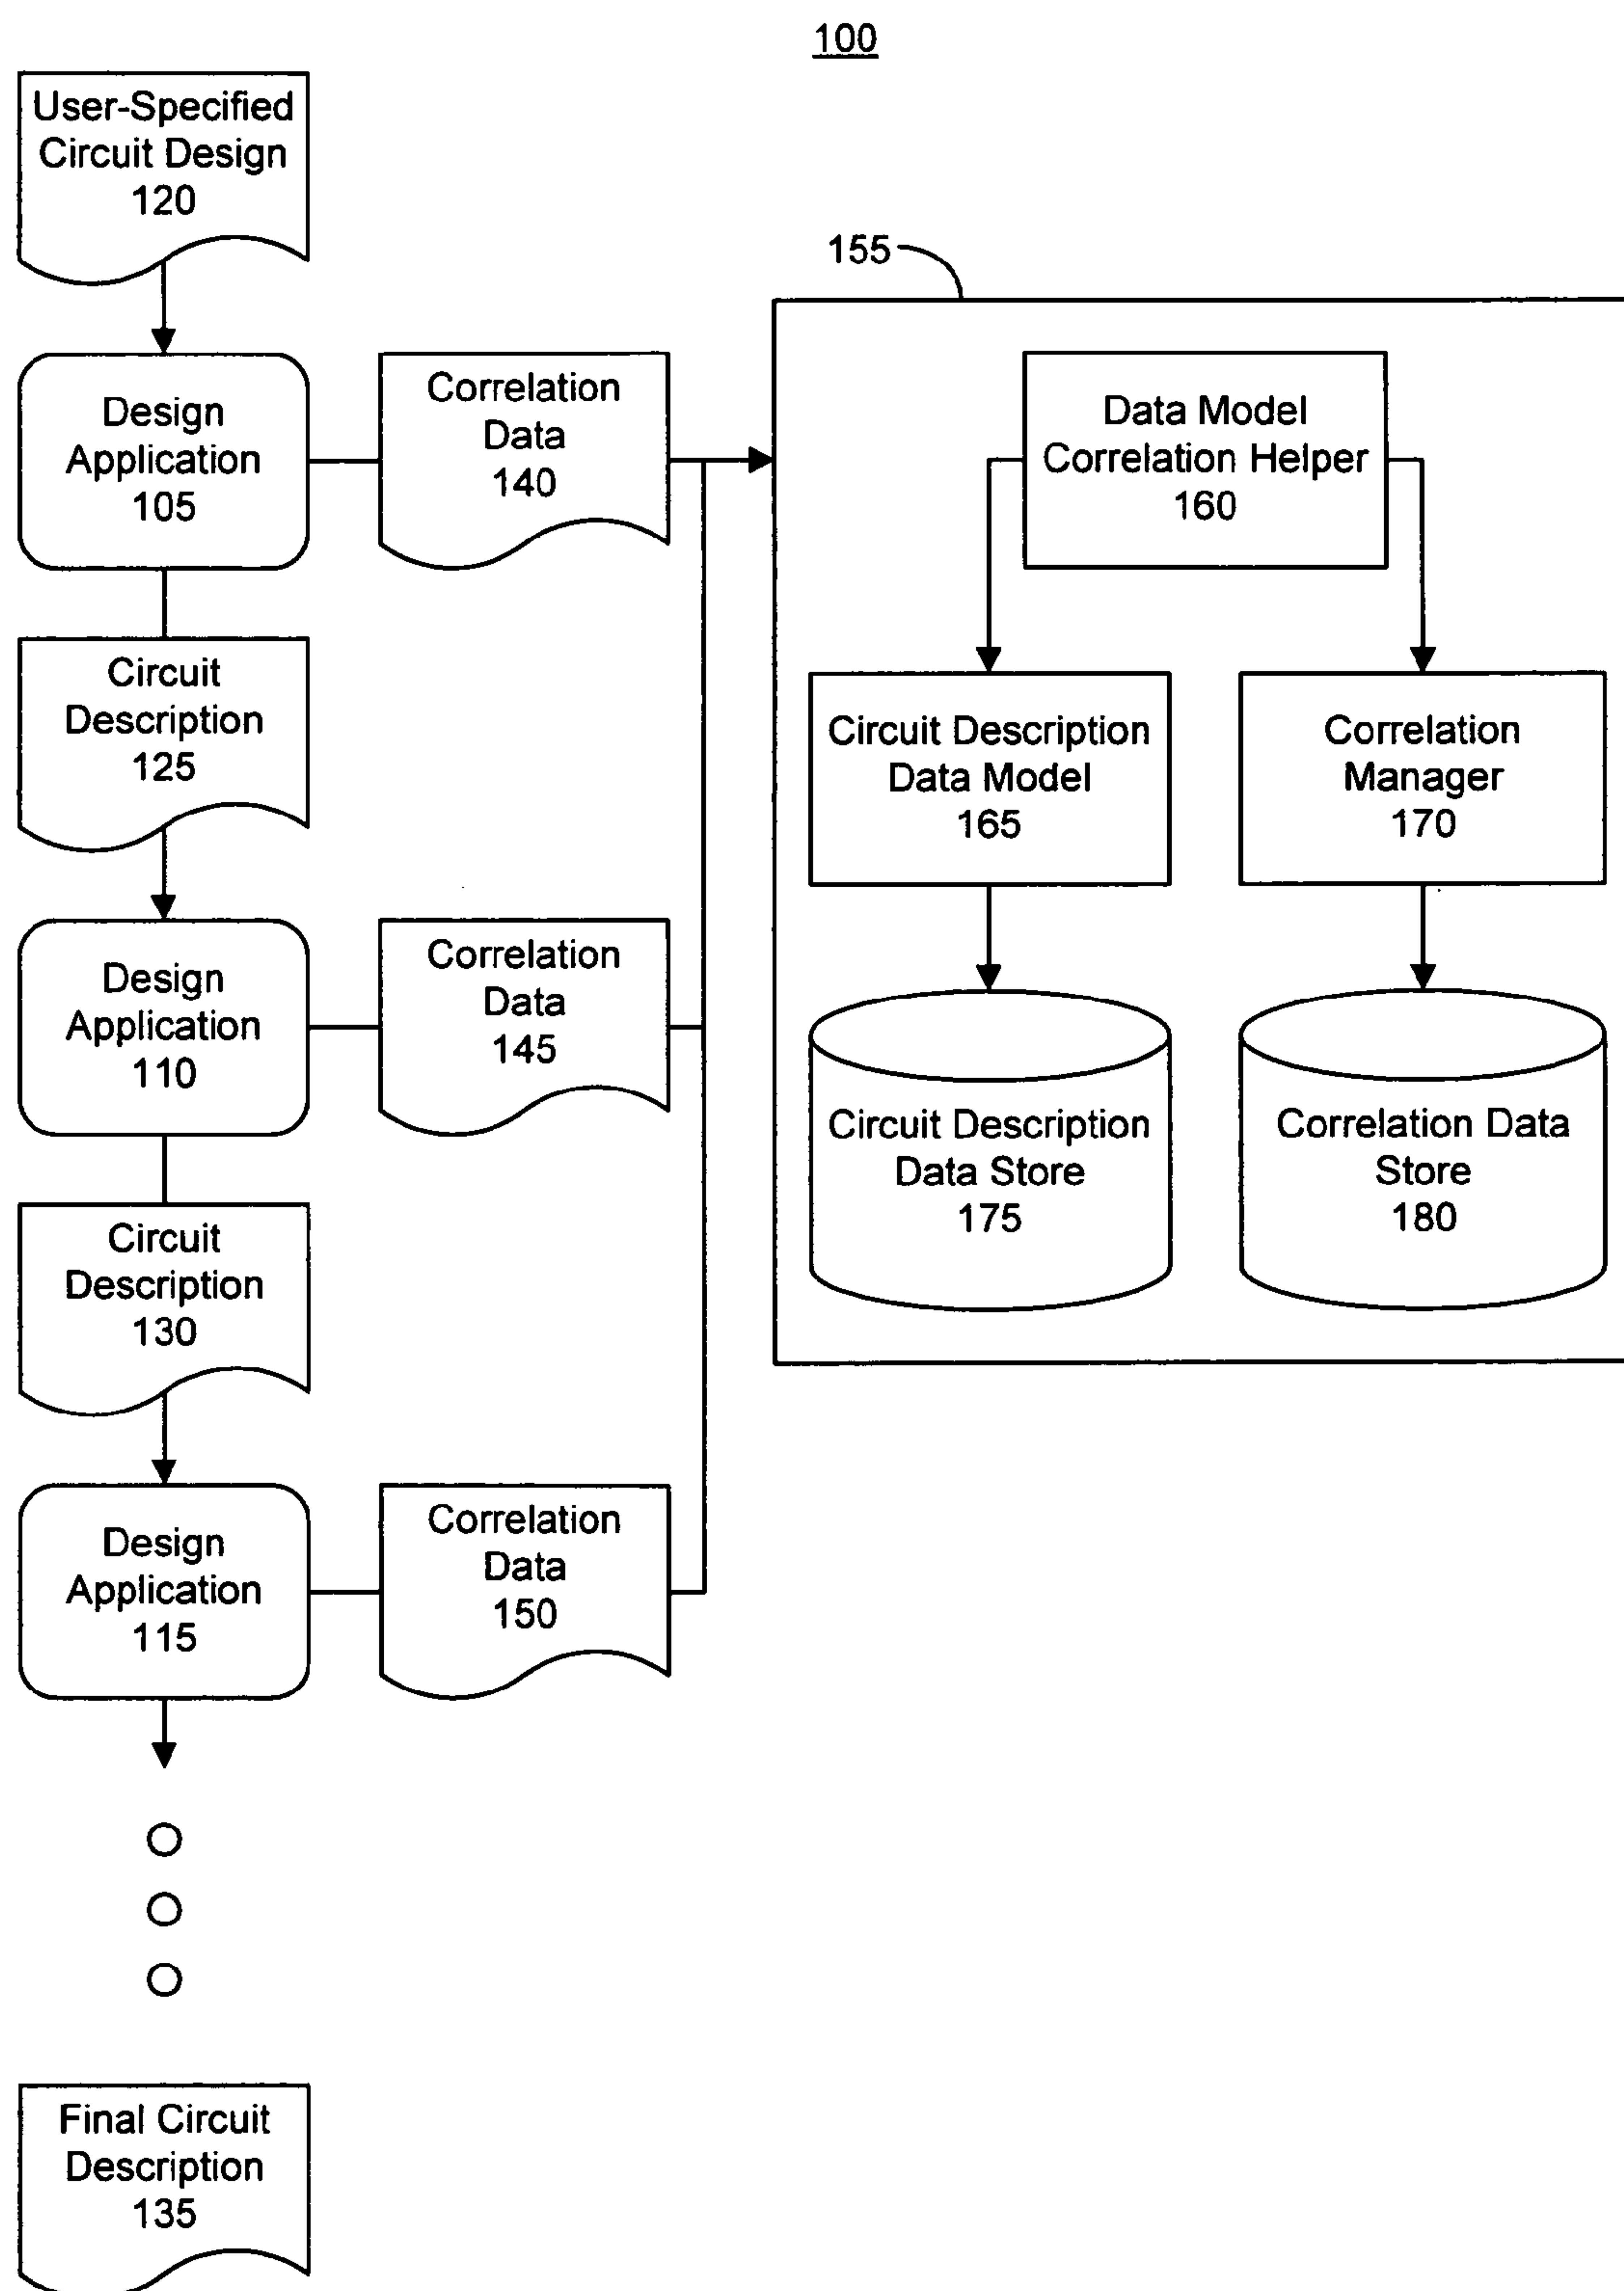 100
User-Specified
Circuit Design
120
155
Design
Application
105
Correlation
Data
140
Data Model
Correlation Helper
160
Circuit
Description
125
Circuit Description
Data Model
165
Correlation
Manager
170
Design
Application
110
Correlation
Data
145
Circuit Description
Data Store
175
Correlation Data
Store
180
Circuit
Description
130
Design
Application
115
Correlation
Data
150
Final Circuit
Description
135